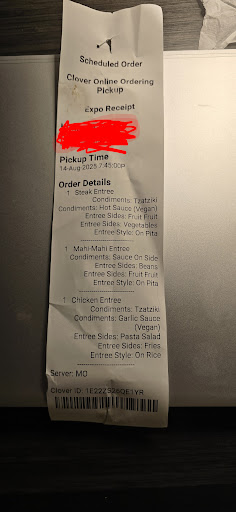 Scheduled Order
Clover Online Ordering
Pickup
Expo Receipt
Pickup Time
14-Aug-2025 7:45:00p
Order Details
1 Steak Entree
Condiments: Tzatziki
Condiments: Hot Sauce (Vegan)
Entree Sides: Fruit Fruit
Entree Sides: Vegetables
Entree Style: On Pita
1 Mahi-Mahi Entree
Condiments: Sauce On Side
Entree Sides: Beans
Entree Sides: Fruit Fruit
Entree Style: On Pita
1 Chicken Entree
Condiments: Tzatziki
Condiments: Garlic Sauce
(Vegan)
Entree Sides: Pasta Salad
Entree Sides: Fries
Entree Style: On Rice
Server: MO
Clover ID: